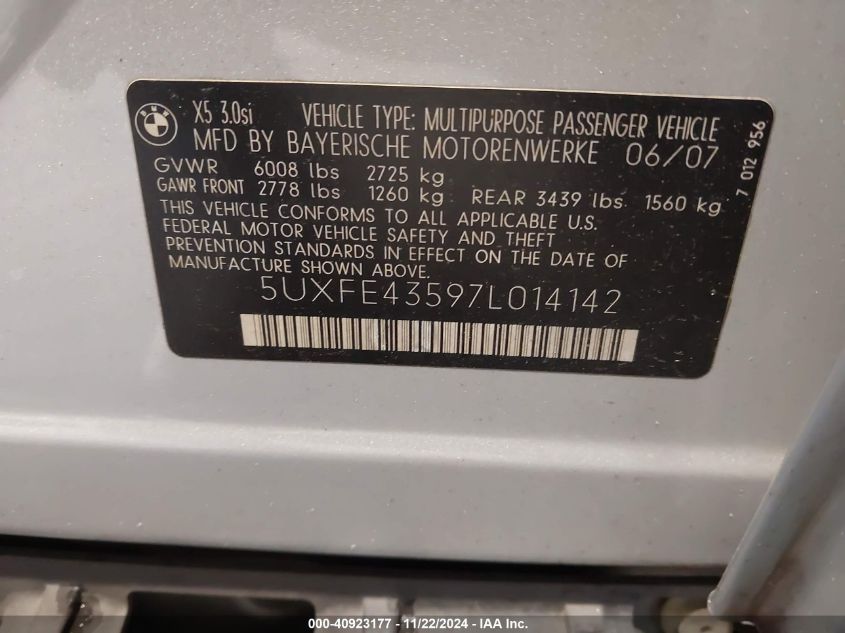 BMW
X5 3.0si VEHICLE TYPE: MULTIPURPOSE PASSENGER VEHICLE
MFD BY BAYERISCHE MOTORENWERKE 06/07
GVWR 6008 lbs 2725 kg
GAWR FRONT 2778 lbs 1260 kg REAR 3439 lbs 1560 kg
THIS VEHICLE CONFORMS TO ALL APPLICABLE U.S.
FEDERAL MOTOR VEHICLE SAFETY AND THEFT
PREVENTION STANDARDS IN EFFECT ON THE DATE OF
MANUFACTURE SHOWN ABOVE.
5UXFE43597L014142
7 012 956
000-40923177 - 11/22/2024 - IAA Inc.